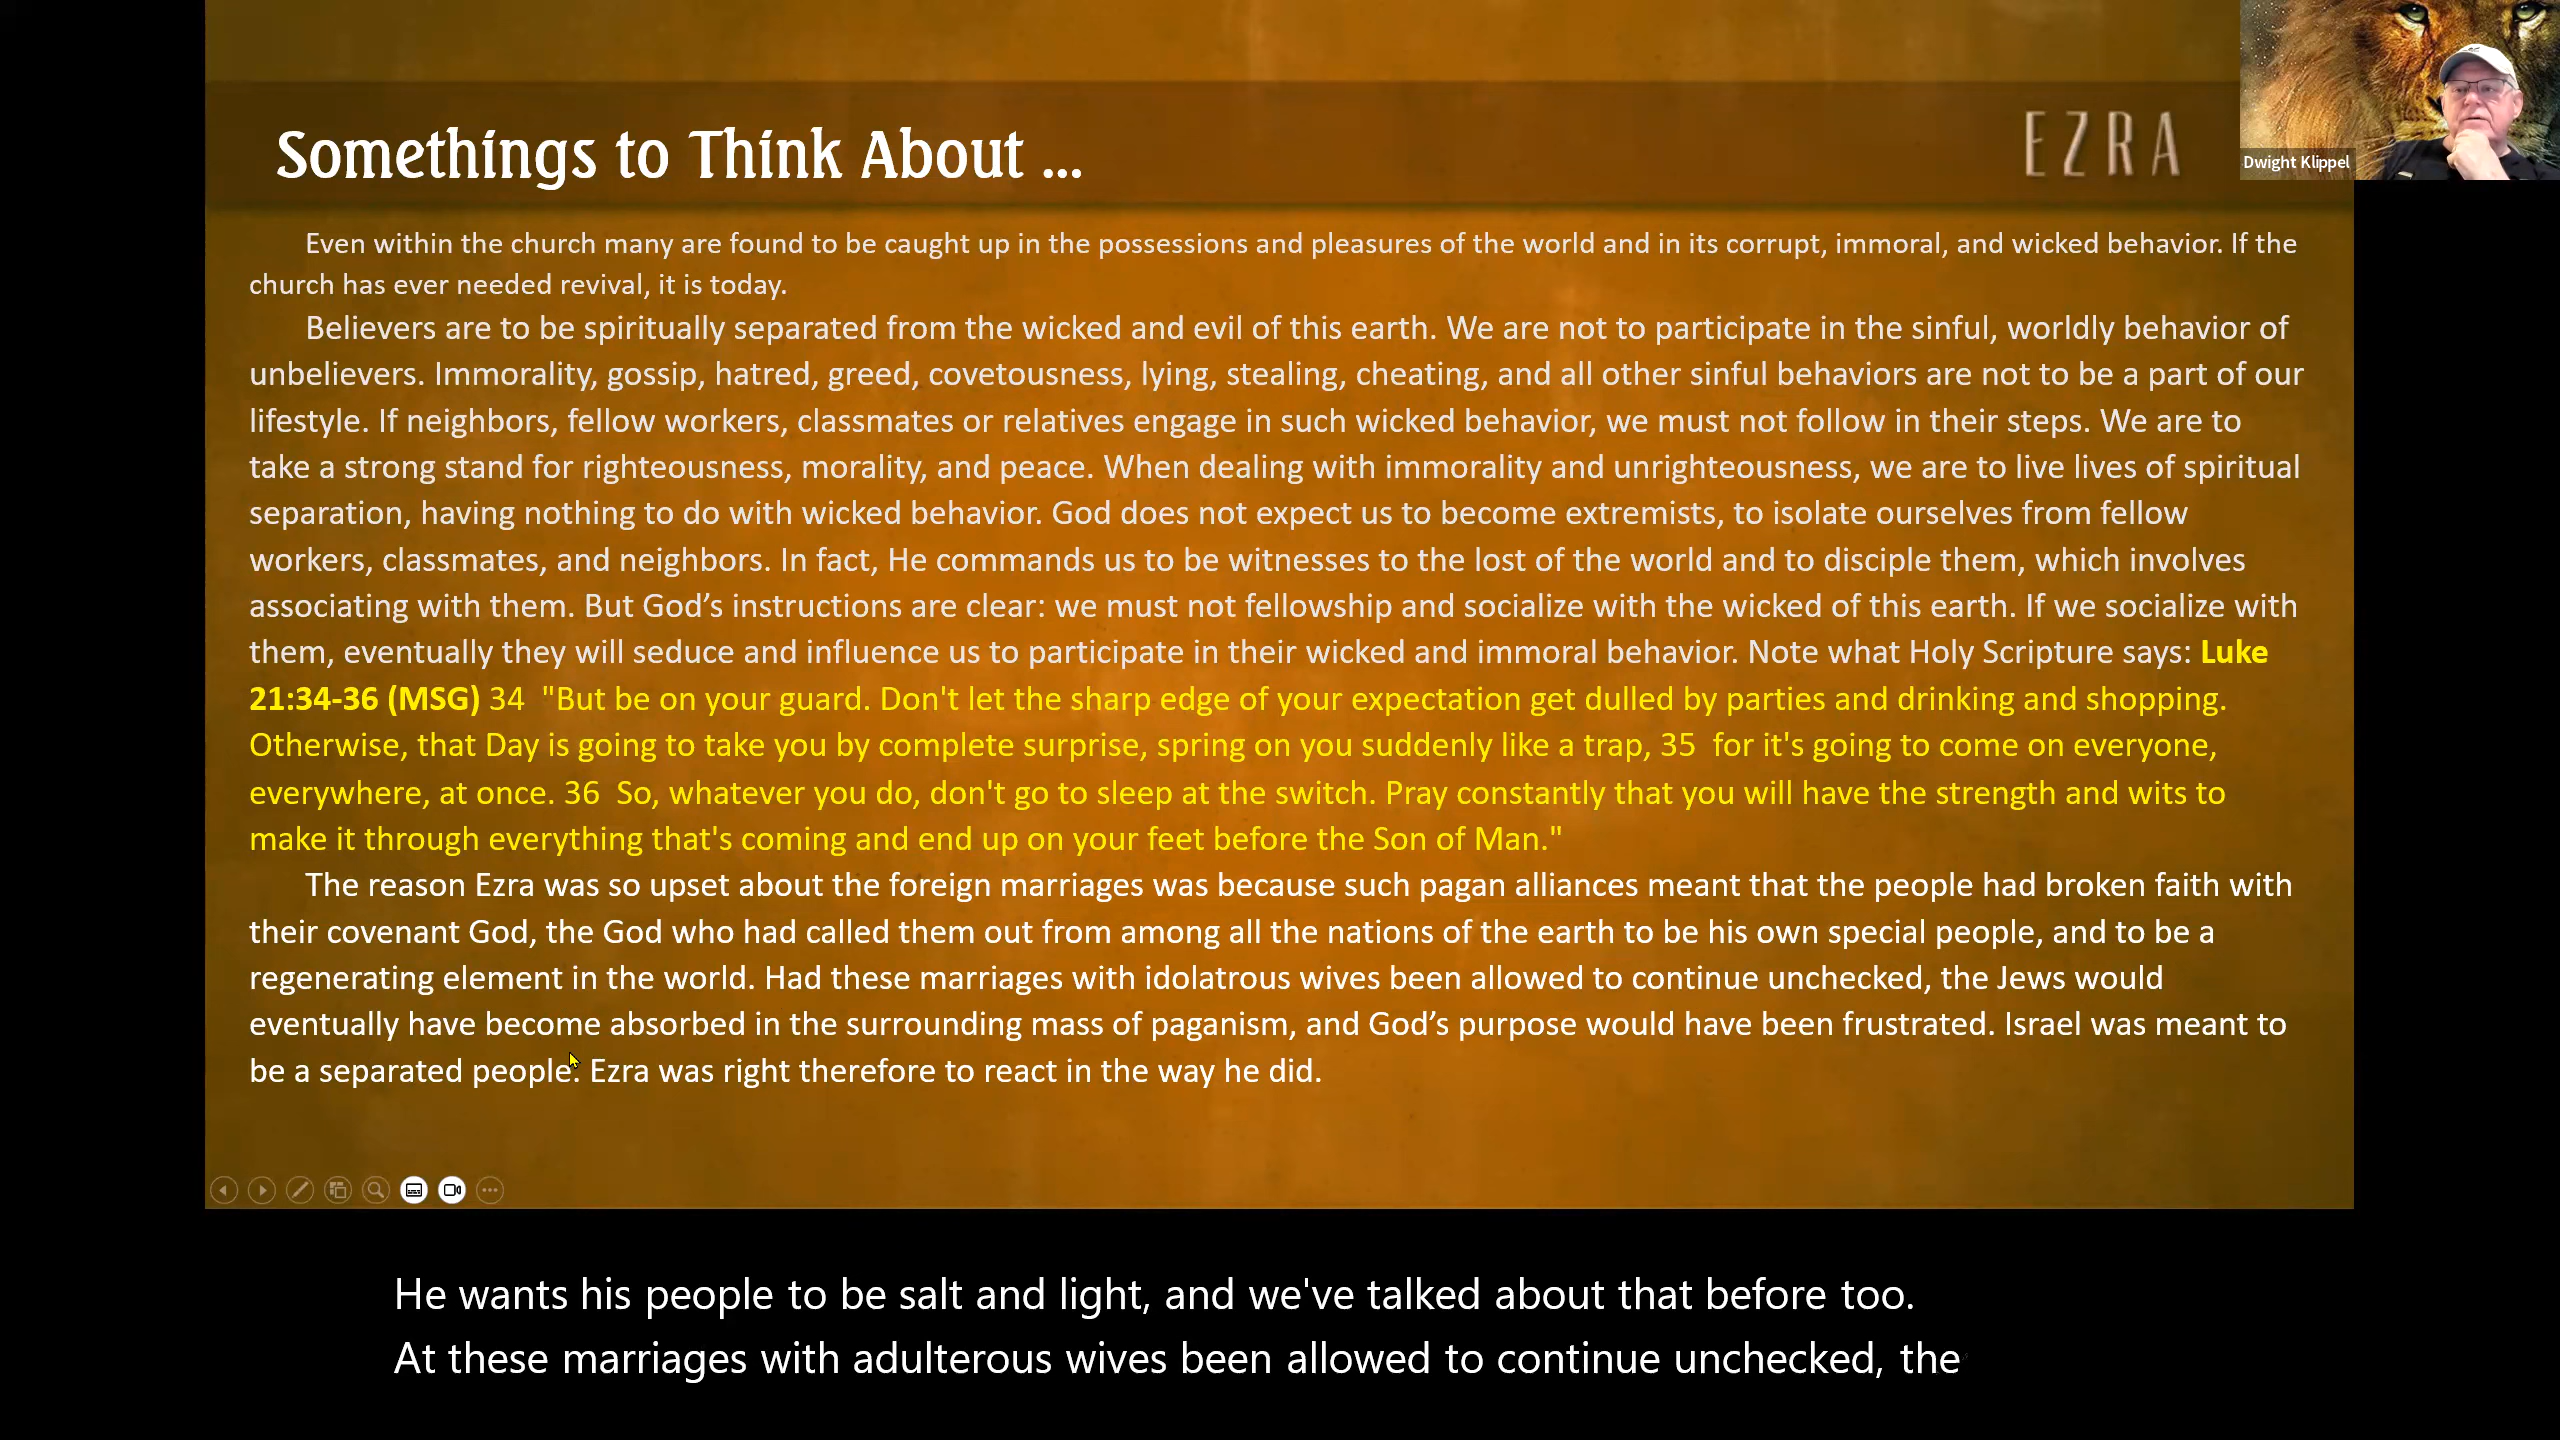 Somethings to Think About ...
EZRA
Dwight Klippel
Even within the church many are found to be caught up in the possessions and pleasures of the world and in its corrupt, immoral, and wicked behavior. If the
church has ever needed revival, it is today.
Believers are to be spiritually separated from the wicked and evil of this earth. We are not to participate in the sinful, worldly behavior of
unbelievers. Immorality, gossip, hatred, greed, covetousness, lying, stealing, cheating, and all other sinful behaviors are not to be a part of our
lifestyle. If neighbors, fellow workers, classmates or relatives engage in such wicked behavior, we must not follow in their steps. We are to
take a strong stand for righteousness, morality, and peace. When dealing with immorality and unrighteousness, we are to live lives of spiritual
separation, having nothing to do with wicked behavior. God does not expect us to become extremists, to isolate ourselves from fellow
workers, classmates, and neighbors. In fact, He commands us to be witnesses to the lost of the world and to disciple them, which involves
associating with them. But God’s instructions are clear: we must not fellowship and socialize with the wicked of this earth. If we socialize with
them, eventually they will seduce and influence us to participate in their wicked and immoral behavior. Note what Holy Scripture says: Luke
21:34-36 (MSG) 34 "But be on your guard. Don't let the sharp edge of your expectation get dulled by parties and drinking and shopping.
Otherwise, that Day is going to take you by complete surprise, spring on you suddenly like a trap, 35 for it's going to come on everyone,
everywhere, at once. 36 So, whatever you do, don't go to sleep at the switch. Pray constantly that you will have the strength and wits to
make it through everything that's coming and end up on your feet before the Son of Man."
The reason Ezra was so upset about the foreign marriages was because such pagan alliances meant that the people had broken faith with
their covenant God, the God who had called them out from among all the nations of the earth to be his own special people, and to be a
regenerating element in the world. Had these marriages with idolatrous wives been allowed to continue unchecked, the Jews would
eventually have become absorbed in the surrounding mass of paganism, and God’s purpose would have been frustrated. Israel was meant to
be a separated people. Ezra was right therefore to react in the way he did.
He wants his people to be salt and light, and we've talked about that before too.
At these marriages with adulterous wives been allowed to continue unchecked, the